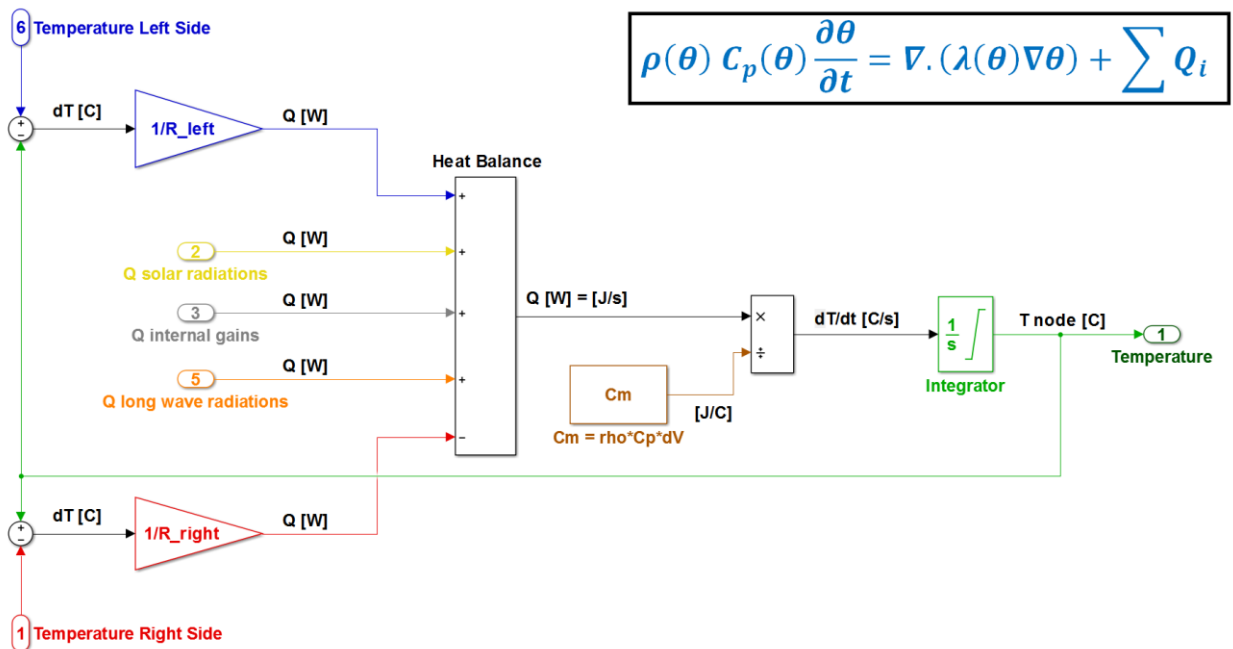 6 Temperature Left Side
ρ(θ) C_p(θ) ∂θ/∂t = ∇.(λ(θ)∇θ) + ∑ Q_i
+
−
dT [C]
1/R_left
Q [W]
Heat Balance
+
2
Q [W]
+
Q solar radiations
3
Q [W]
+
Q internal gains
5
Q [W]
+
Q long wave radiations
−
Q [W] = [J/s]
×
÷
Cm
[J/C]
Cm = rho*Cp*dV
dT/dt [C/s]
1/s
Integrator
T node [C]
1
Temperature
+
−
dT [C]
1/R_right
Q [W]
1 Temperature Right Side